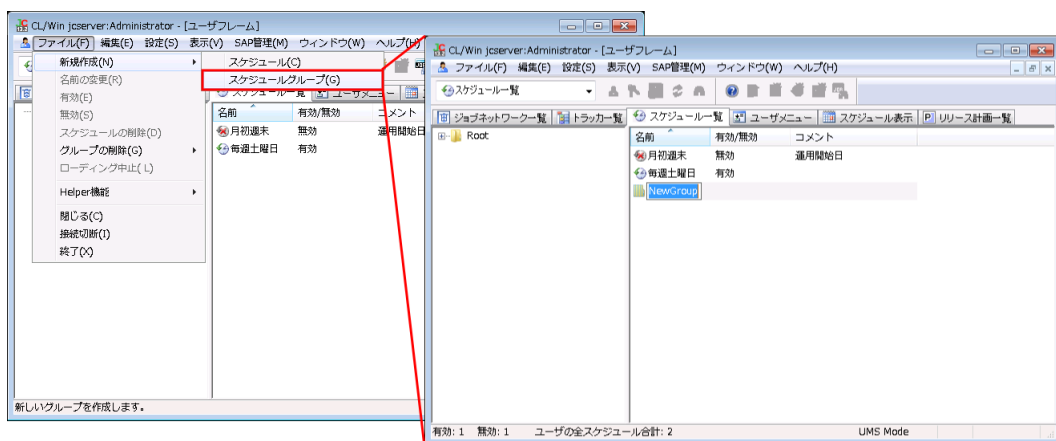 CL/Win jcserver:Administrator - [ユーザフレーム]
ファイル(F) 編集(E) 設定(S) 表示(V) SAP管理(M) ウィンドウ(W) ヘルプ(H)
新規作成(N)
名前の変更(R)
有効(E)
無効(S)
スケジュールの削除(D)
グループの削除(G)
ローディング中止( L)
Helper機能
閉じる(C)
接続切断(I)
終了(X)
スケジュール(C)
スケジュールグループ(G)
スケジュール一覧 ユーザメニュー
名前 有効/無効 コメント
月初週末 無効 運用開始日
毎週土曜日 有効
新しいグループを作成します。
CL/Win jcserver:Administrator - [ユーザフレーム]
ファイル(F) 編集(E) 設定(S) 表示(V) SAP管理(M) ウィンドウ(W) ヘルプ(H)
スケジュール一覧
ジョブネットワーク一覧 トラッカ一覧 スケジュール一覧 ユーザメニュー スケジュール表示 リリース計画一覧
Root
名前 有効/無効 コメント
月初週末 無効 運用開始日
毎週土曜日 有効
NewGroup
有効: 1 無効: 1 ユーザの全スケジュール合計: 2 UMS Mode